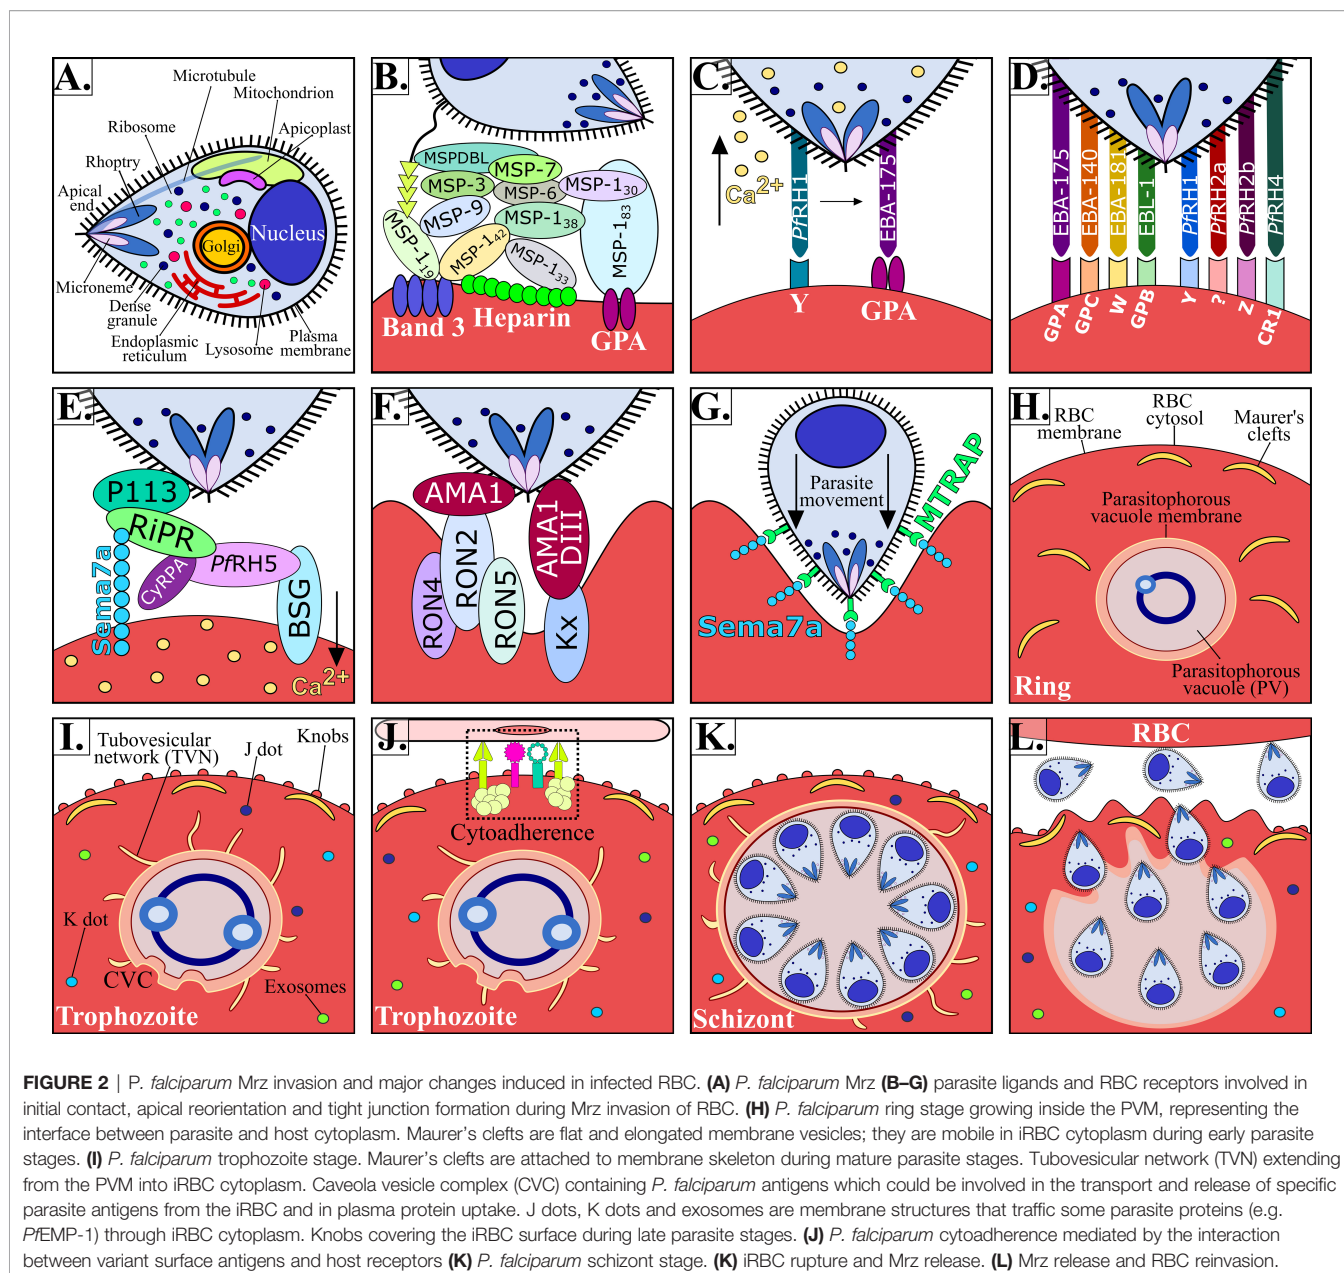 A.
Microtubule
Mitochondrion
Ribosome
Apicoplast
Rhoptry
Apical
end
Nucleus
Golgi
Microneme
Dense
granule
Endoplasmic
reticulum
Lysosome
Plasma
membrane
B.
MSPDBL
MSP-7
MSP-3
MSP-6
MSP-1₃₀
MSP-9
MSP-1₃₈
MSP-1₈₃
MSP-1₁₉
MSP-1₄₂
MSP-1₃₃
Band 3
Heparin
GPA
C.
Ca²⁺
PfRH1
EBA-175
Y
GPA
D.
EBA-175
EBA-140
EBA-181
EBL-1
PfRH1
PfRH2a
PfRH2b
PfRH4
GPA
GPC
W
GPB
Y
?
Z
CR1
E.
P113
RiPR
PfRH5
CyRPA
Sema7a
BSG
Ca²⁺
F.
AMA1
AMA1
DIII
RON2
RON4
RON5
Kx
G.
Parasite
movement
MTRAP
Sema7a
H.
RBC
membrane
RBC
cytosol
Maurer's
clefts
Parasitophorous
vacuole membrane
Parasitophorous
vacuole (PV)
Ring
I.
Tubovesicular
network (TVN)
J dot
Knobs
K dot
CVC
Exosomes
Trophozoite
J.
Cytoadherence
Trophozoite
K.
Schizont
L.
RBC
FIGURE 2 | P. falciparum Mrz invasion and major changes induced in infected RBC. (A) P. falciparum Mrz (B–G) parasite ligands and RBC receptors involved in
initial contact, apical reorientation and tight junction formation during Mrz invasion of RBC. (H) P. falciparum ring stage growing inside the PVM, representing the
interface between parasite and host cytoplasm. Maurer's clefts are flat and elongated membrane vesicles; they are mobile in iRBC cytoplasm during early parasite
stages. (I) P. falciparum trophozoite stage. Maurer's clefts are attached to membrane skeleton during mature parasite stages. Tubovesicular network (TVN) extending
from the PVM into iRBC cytoplasm. Caveola vesicle complex (CVC) containing P. falciparum antigens which could be involved in the transport and release of specific
parasite antigens from the iRBC and in plasma protein uptake. J dots, K dots and exosomes are membrane structures that traffic some parasite proteins (e.g.
PfEMP-1) through iRBC cytoplasm. Knobs covering the iRBC surface during late parasite stages. (J) P. falciparum cytoadherence mediated by the interaction
between variant surface antigens and host receptors (K) P. falciparum schizont stage. (K) iRBC rupture and Mrz release. (L) Mrz release and RBC reinvasion.